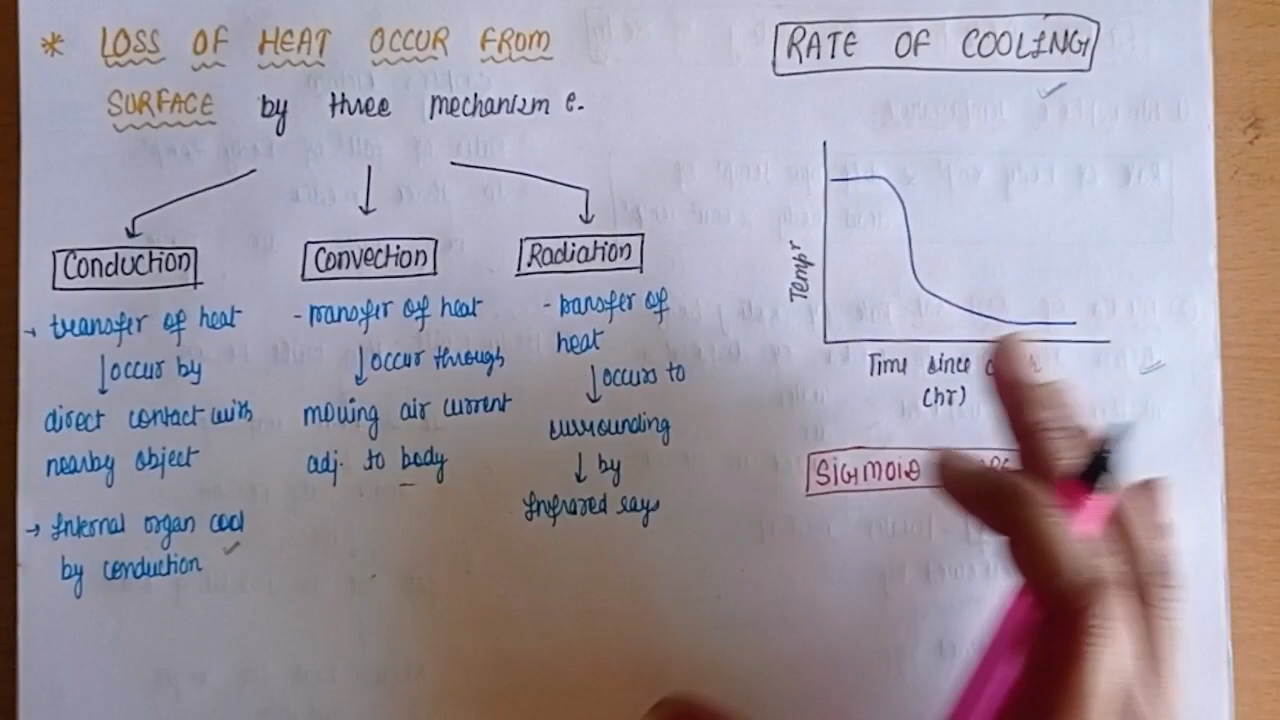 * LOSS OF HEAT OCCUR FROM
SURFACE by three mechanizm e.
Conduction
→ transfer of heat
↓ occur by
direct contact with
nearby object
→ Internal organ cool
by conduction
Convection
- transfer of heat
↓ occur through
moving air current
adj. to body
Radiation
- transfer of
heat
↓ occurs to
surrounding
↓ by
Infrared rays
RATE OF COOLING
Tempr
Time since
(hr)
SIGMOID